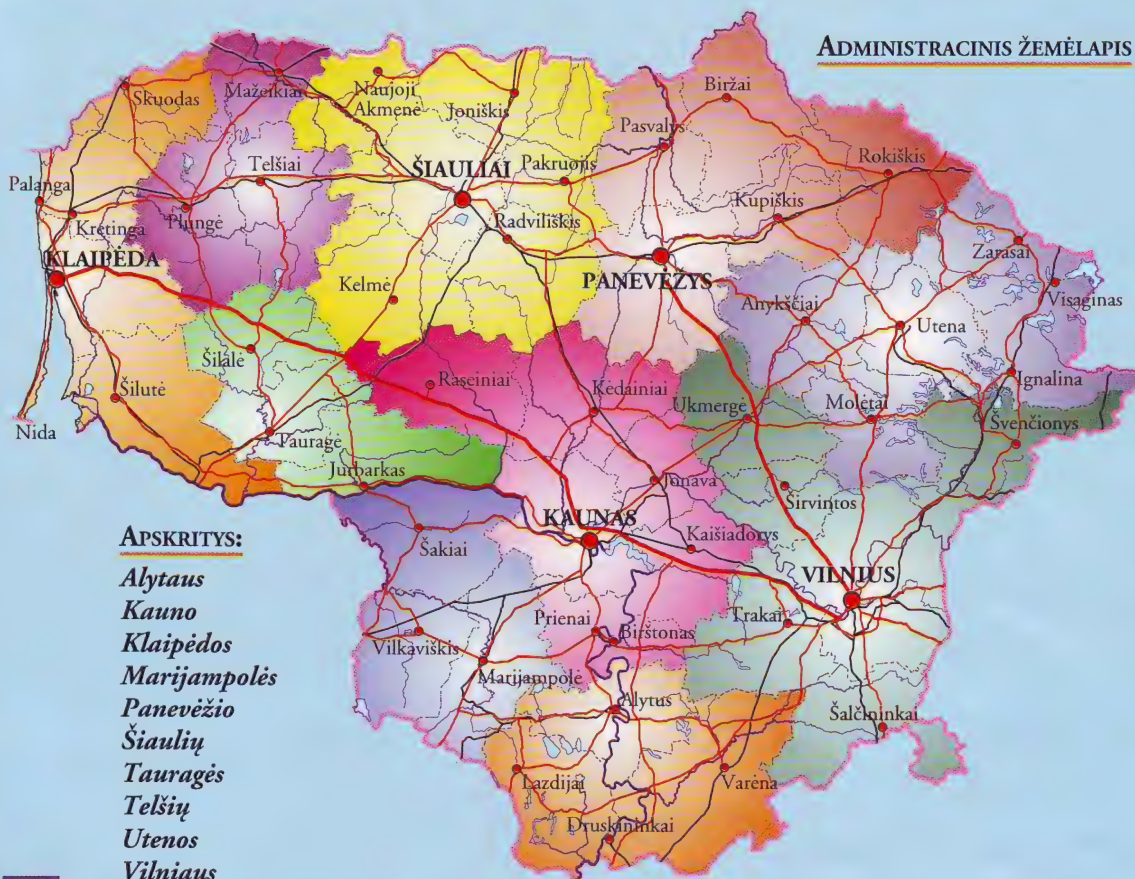 ADMINISTRACINIS ŽEMĖLAPIS
Skuodas
Mažeikiai
Naujoji
Akmenė
Joniškis
Biržai
Pasvalys
Rokiškis
Telšiai
ŠIAULIAI
Pakruojis
Palanga
Plungė
Kretinga
Radviliškis
Kupiškis
KLAIPĖDA
PANEVĖŽYS
Zarasai
Visaginas
Kelmė
Anykščiai
Utena
Šilalė
Raseiniai
Kėdainiai
Ukmergė
Molėtai
Ignalina
Švenčionys
Šilutė
Nida
Tauragė
Jurbarkas
Jonava
Širvintos
KAUNAS
Kaišiadorys
Šakiai
VILNIUS
Prienai
Birštonas
Trakai
Vilkaviškis
Marijampolė
Alytus
Šalčininkai
Lazdijai
Varėna
Druskininkai
APSKRITYS:
Alytaus
Kauno
Klaipėdos
Marijampolės
Panevėžio
Šiaulių
Tauragės
Telšių
Utenos
Vilniaus